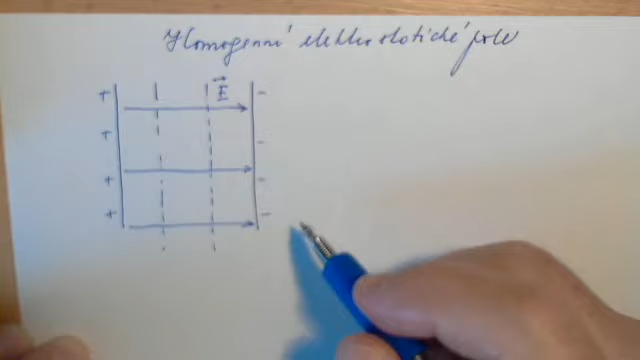 Homogenní elektrostatické pole
+ E -
+ -
+ -
+ -